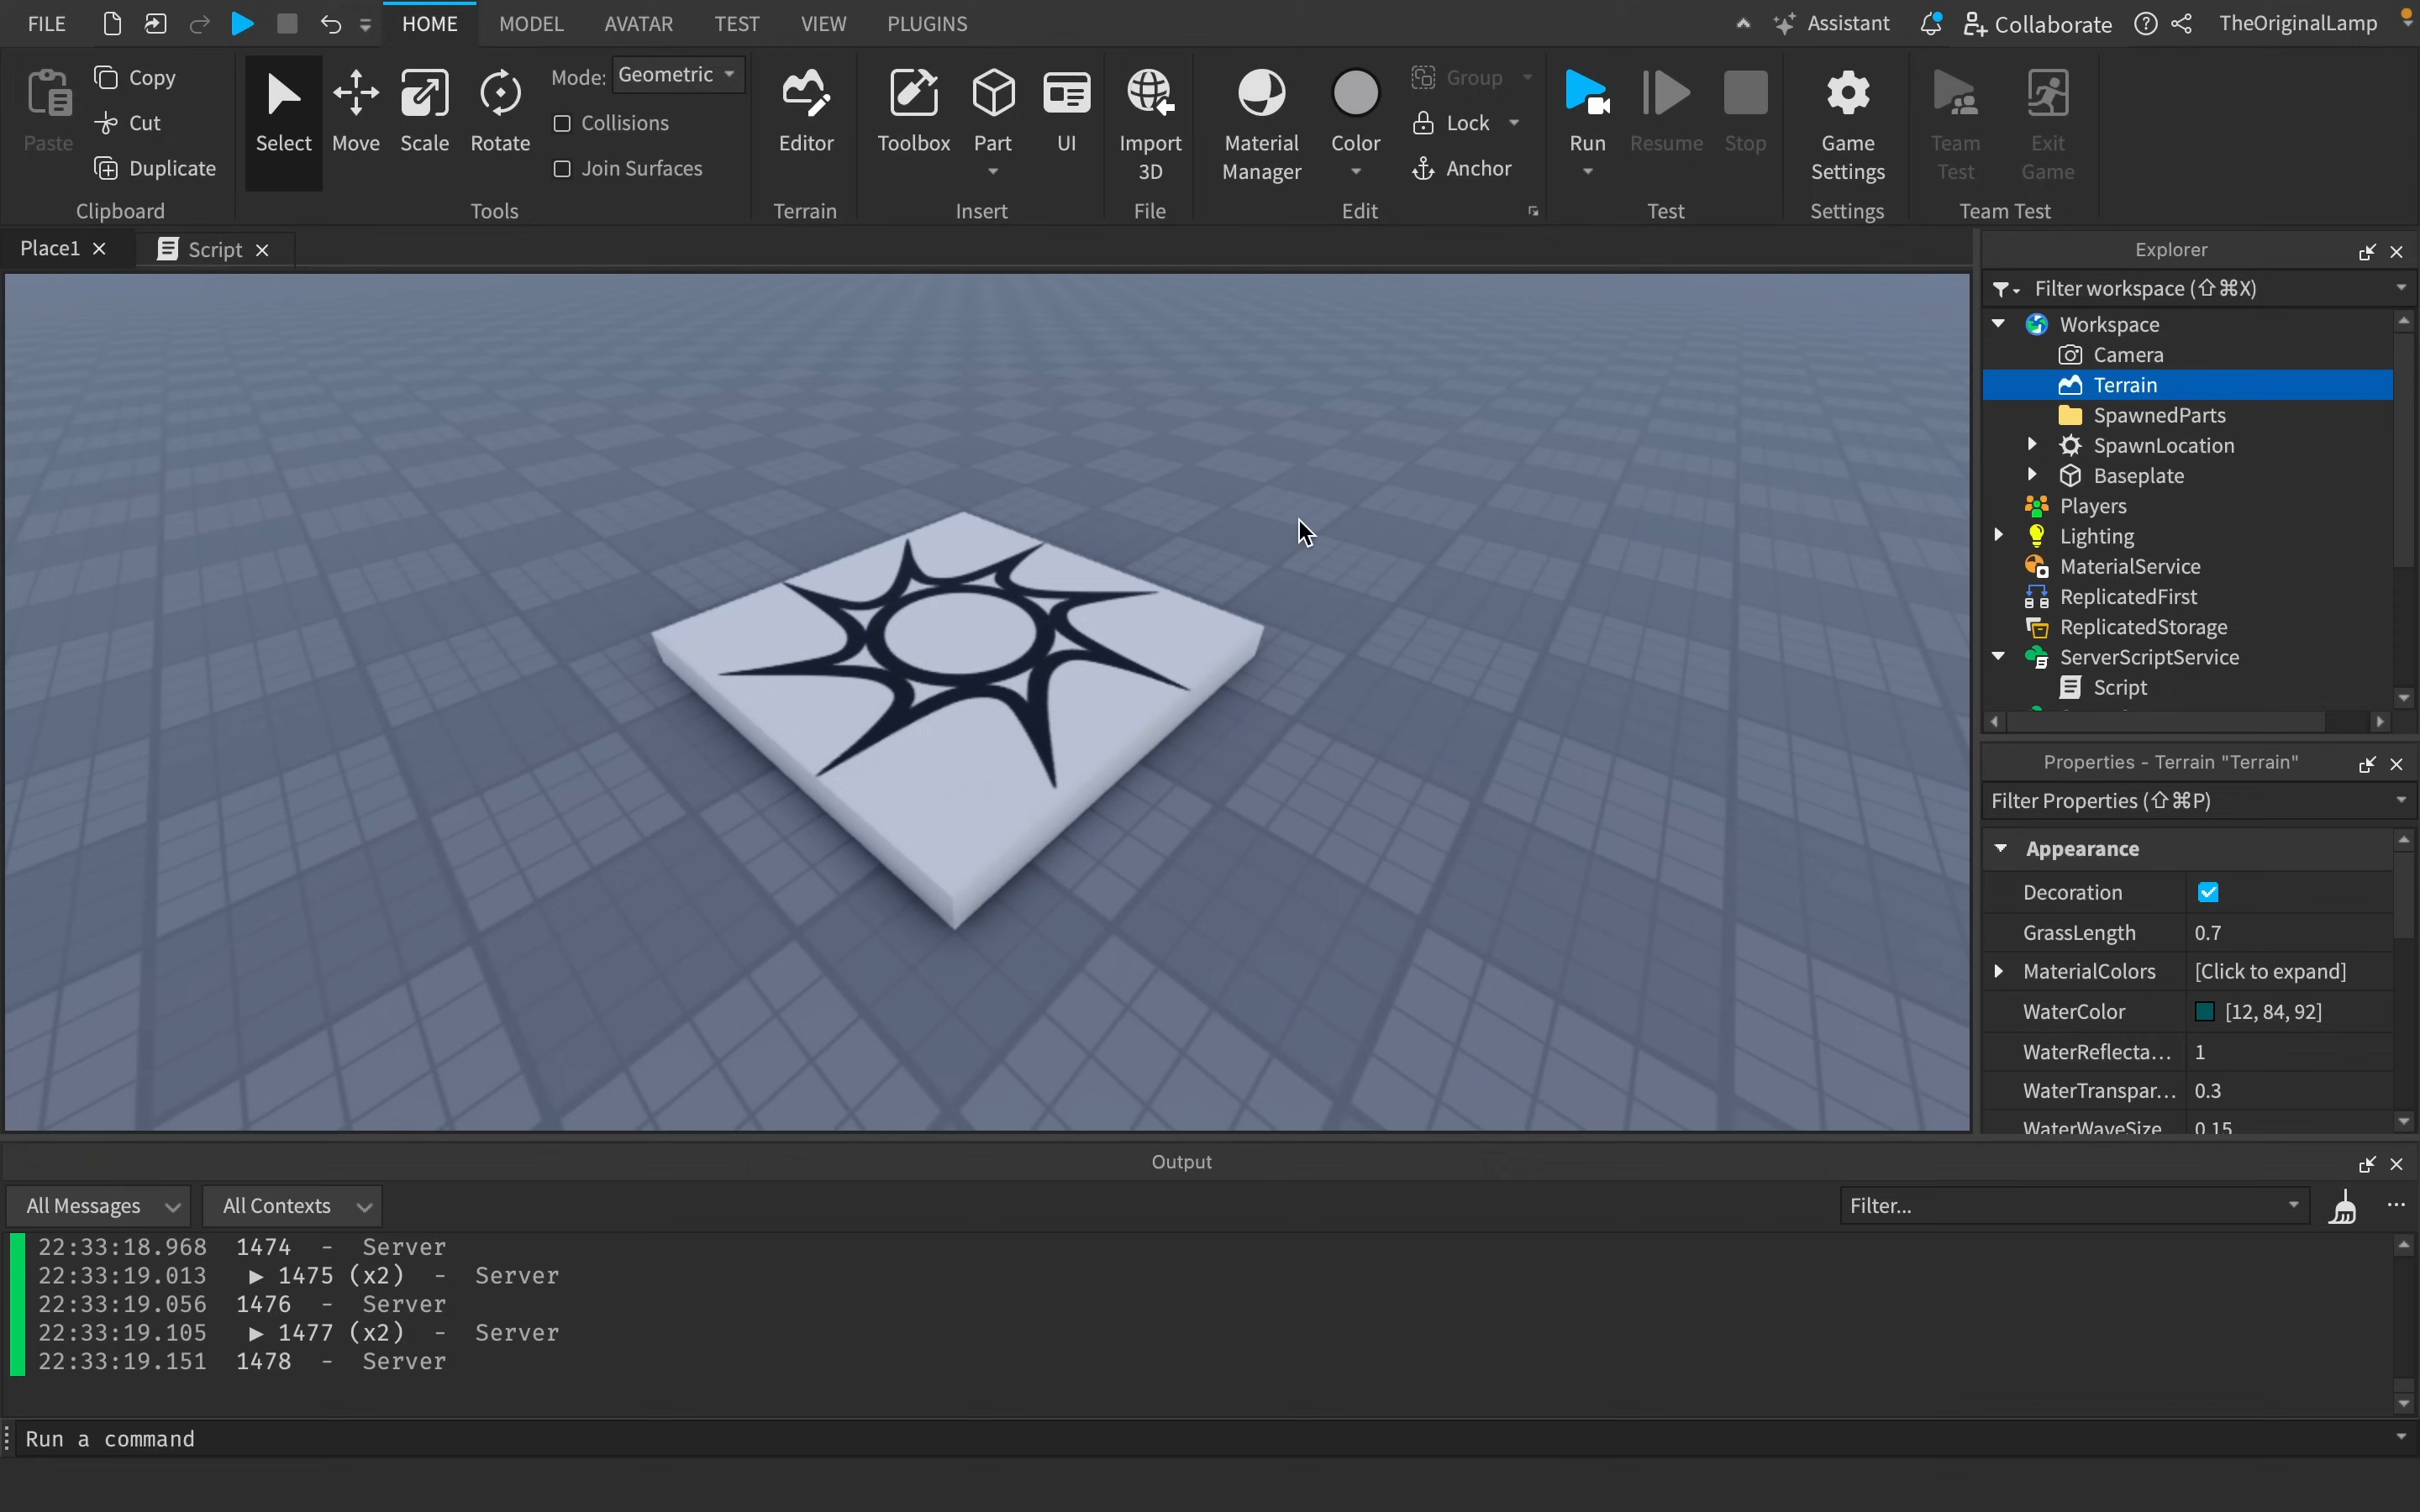 FILE HOME MODEL AVATAR TEST VIEW PLUGINS Assistant Collaborate TheOriginalLamp
Paste
Copy
Cut
Duplicate
Clipboard
Select Move Scale Rotate
Mode: Geometric
Collisions
Join Surfaces
Tools
Editor
Terrain
Toolbox Part UI
Insert
Import
3D
File
Material
Manager
Color
Group
Lock
Anchor
Edit
Run Resume Stop
Test
Game
Settings
Settings
Team
Test
Exit
Game
Team Test
Place1 Script
Explorer
Filter workspace (⇧⌘X)
Workspace
Camera
Terrain
SpawnedParts
SpawnLocation
Baseplate
Players
Lighting
MaterialService
ReplicatedFirst
ReplicatedStorage
ServerScriptService
Script
Properties - Terrain "Terrain"
Filter Properties (⇧⌘P)
Appearance
Decoration
GrassLength 0.7
MaterialColors [Click to expand]
WaterColor [12, 84, 92]
WaterReflecta... 1
WaterTranspar... 0.3
WaterWaveSize 0.15
Output
All Messages All Contexts Filter...
22:33:18.968 1474 - Server
22:33:19.013 ▶ 1475 (x2) - Server
22:33:19.056 1476 - Server
22:33:19.105 ▶ 1477 (x2) - Server
22:33:19.151 1478 - Server
Run a command